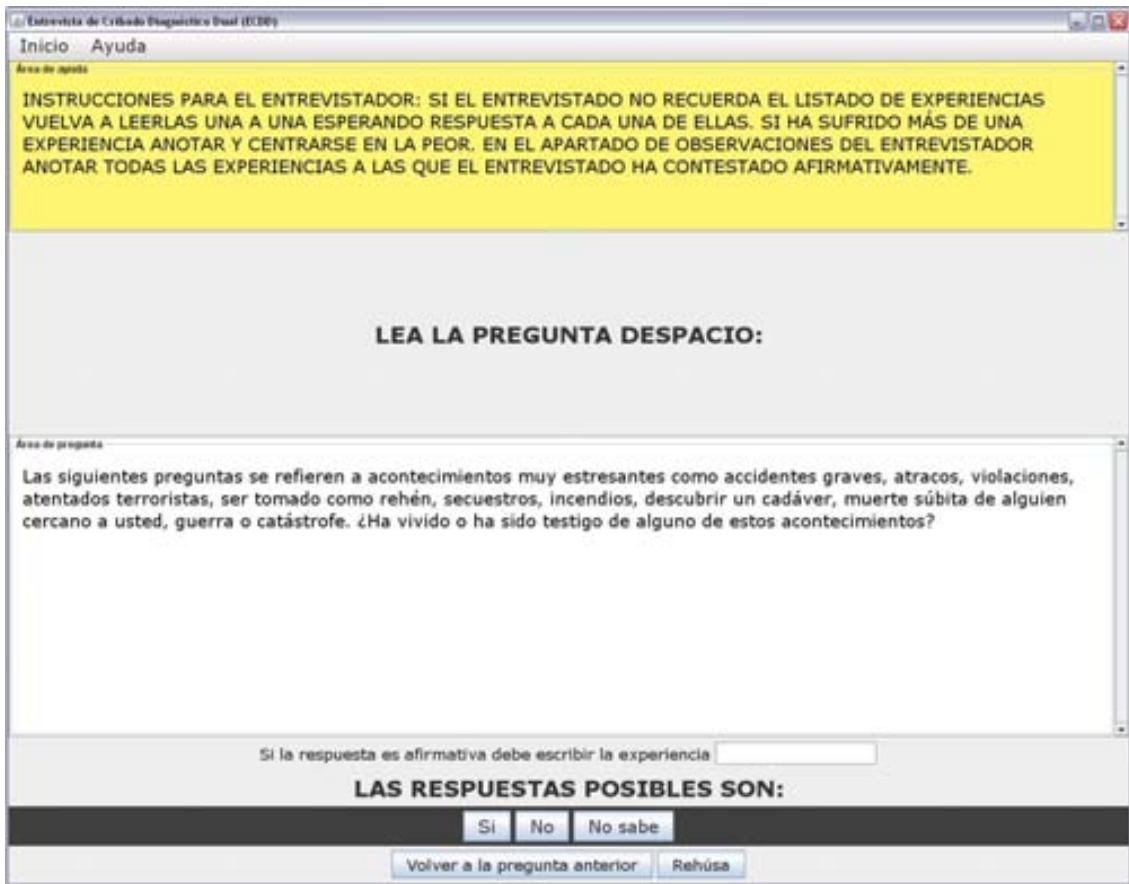 Entrevista de Cribado Diagnóstico Dual (ECDD)
Inicio Ayuda
Área de ayuda
INSTRUCCIONES PARA EL ENTREVISTADOR: SI EL ENTREVISTADO NO RECUERDA EL LISTADO DE EXPERIENCIAS
VUELVA A LEERLAS UNA A UNA ESPERANDO RESPUESTA A CADA UNA DE ELLAS. SI HA SUFRIDO MÁS DE UNA
EXPERIENCIA ANOTAR Y CENTRARSE EN LA PEOR. EN EL APARTADO DE OBSERVACIONES DEL ENTREVISTADOR
ANOTAR TODAS LAS EXPERIENCIAS A LAS QUE EL ENTREVISTADO HA CONTESTADO AFIRMATIVAMENTE.
LEA LA PREGUNTA DESPACIO:
Área de pregunta
Las siguientes preguntas se refieren a acontecimientos muy estresantes como accidentes graves, atracos, violaciones,
atentados terroristas, ser tomado como rehén, secuestros, incendios, descubrir un cadáver, muerte súbita de alguien
cercano a usted, guerra o catástrofe. ¿Ha vivido o ha sido testigo de alguno de estos acontecimientos?
Si la respuesta es afirmativa debe escribir la experiencia
LAS RESPUESTAS POSIBLES SON:
Si No No sabe
Volver a la pregunta anterior Rehúsa